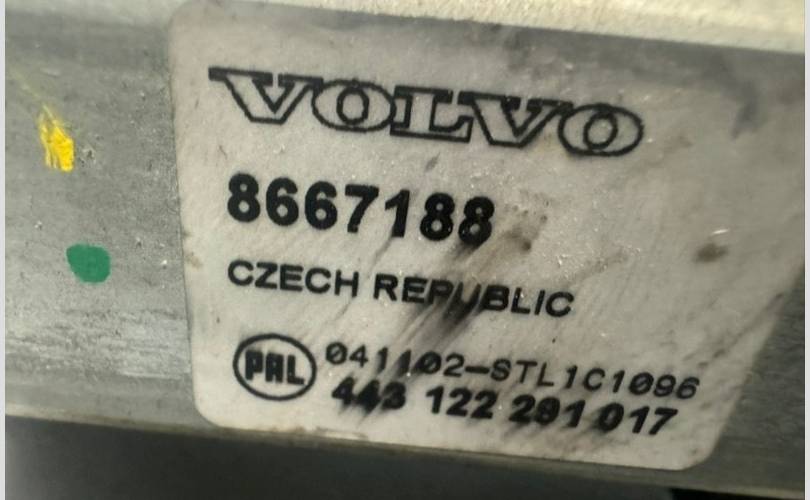 VOLVO
8667188
CZECH REPUBLIC
PAL 041102-STL1C1096
443 122 291 017